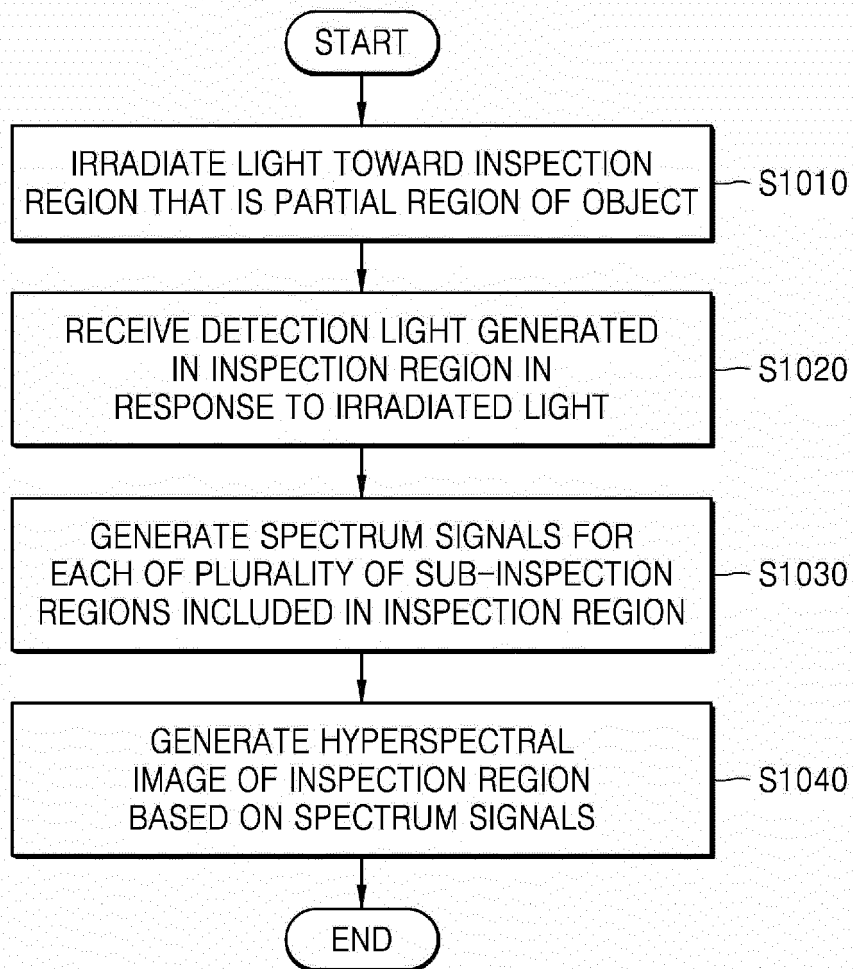 START
IRRADIATE LIGHT TOWARD INSPECTION
REGION THAT IS PARTIAL REGION OF OBJECT
S1010
RECEIVE DETECTION LIGHT GENERATED
IN INSPECTION REGION IN
RESPONSE TO IRRADIATED LIGHT
S1020
GENERATE SPECTRUM SIGNALS FOR
EACH OF PLURALITY OF SUB-INSPECTION
REGIONS INCLUDED IN INSPECTION REGION
S1030
GENERATE HYPERSPECTRAL
IMAGE OF INSPECTION REGION
BASED ON SPECTRUM SIGNALS
S1040
END